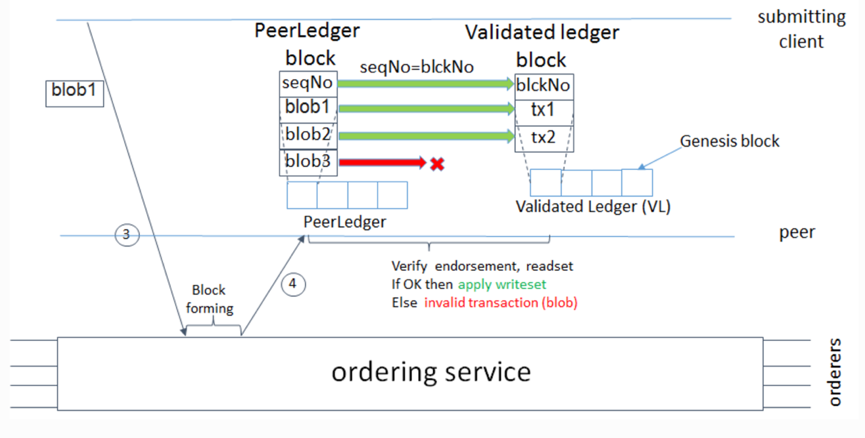 submitting
client
PeerLedger
block
Validated ledger
block
seqNo=blckNo
seqNo
blckNo
blob1
blob1
tx1
blob2
tx2
blob3
Genesis block
PeerLedger
Validated Ledger (VL)
3
peer
Verify endorsement, readset
If OK then apply writeset
Else invalid transaction (blob)
4
Block
forming
ordering service
orderers